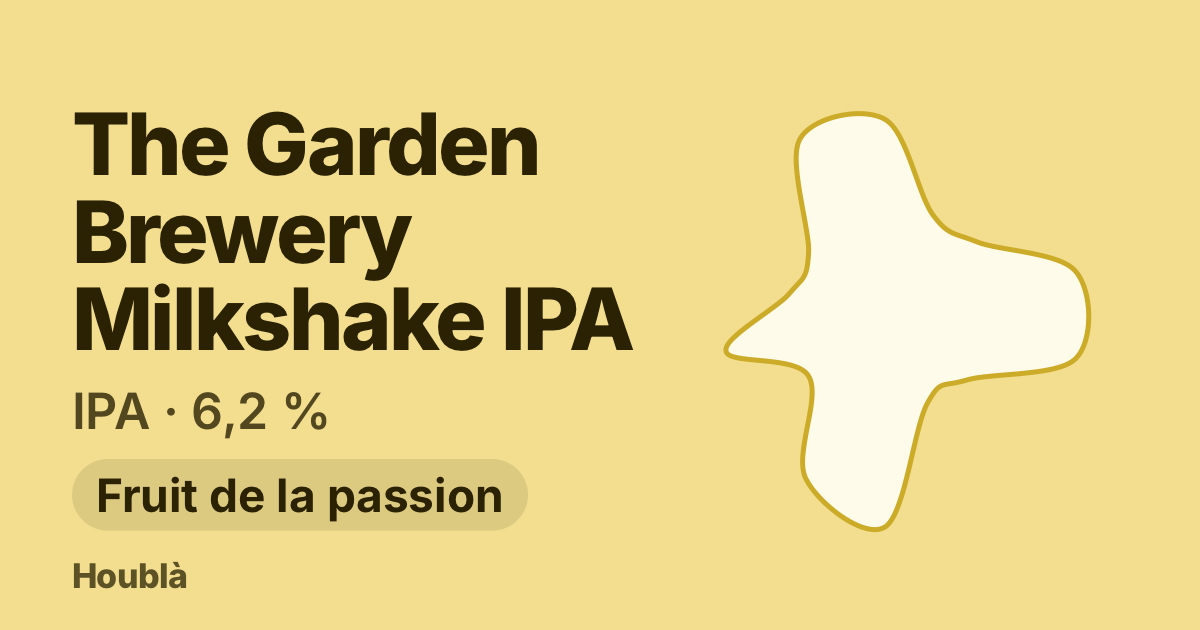 The Garden
Brewery
Milkshake IPA
IPA · 6,2 %
Fruit de la passion
Houblà